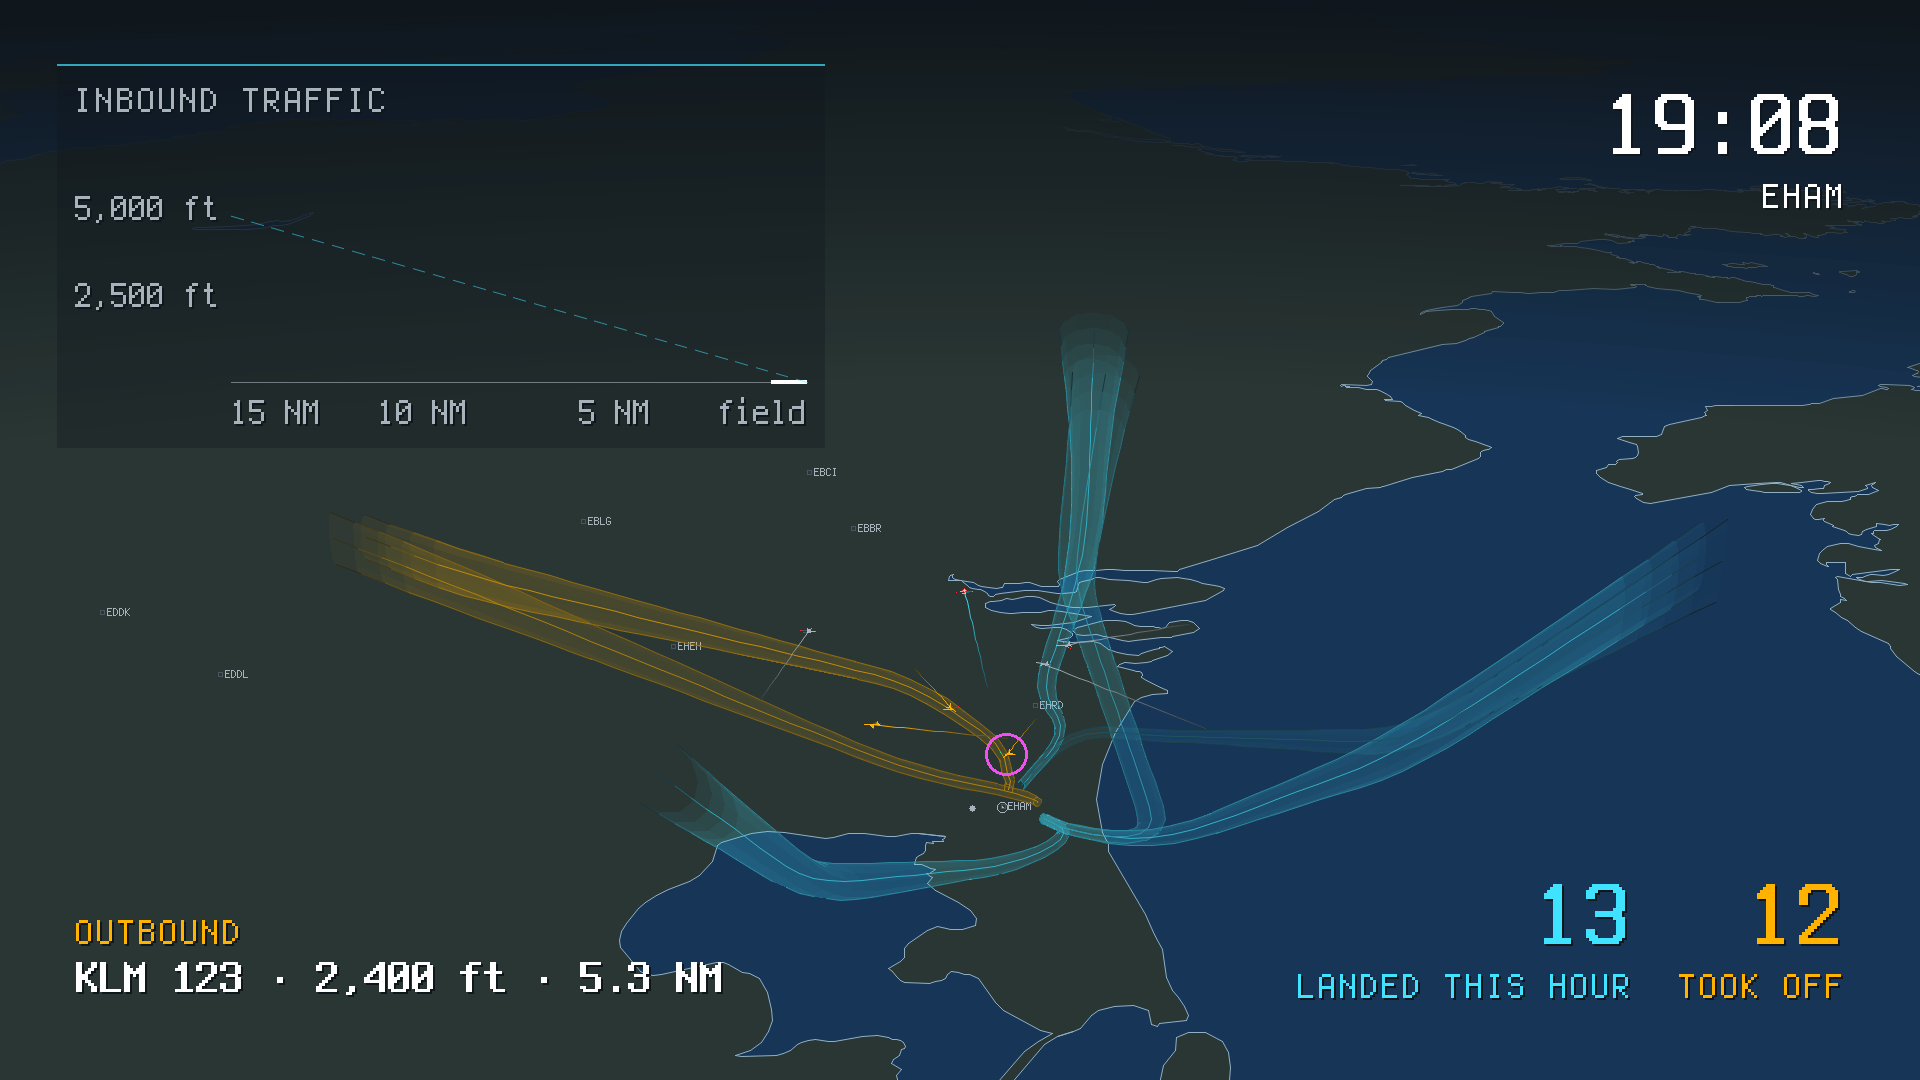 INBOUND TRAFFIC
5,000 ft
2,500 ft
15 NM 10 NM 5 NM field
19:08
EHAM
EBCI
EBLG
EBBR
EDDK
EHEH
EDDL
EHRD
EHAM
OUTBOUND
KLM 123 · 2,400 ft · 5.3 NM
13 12
LANDED THIS HOUR TOOK OFF